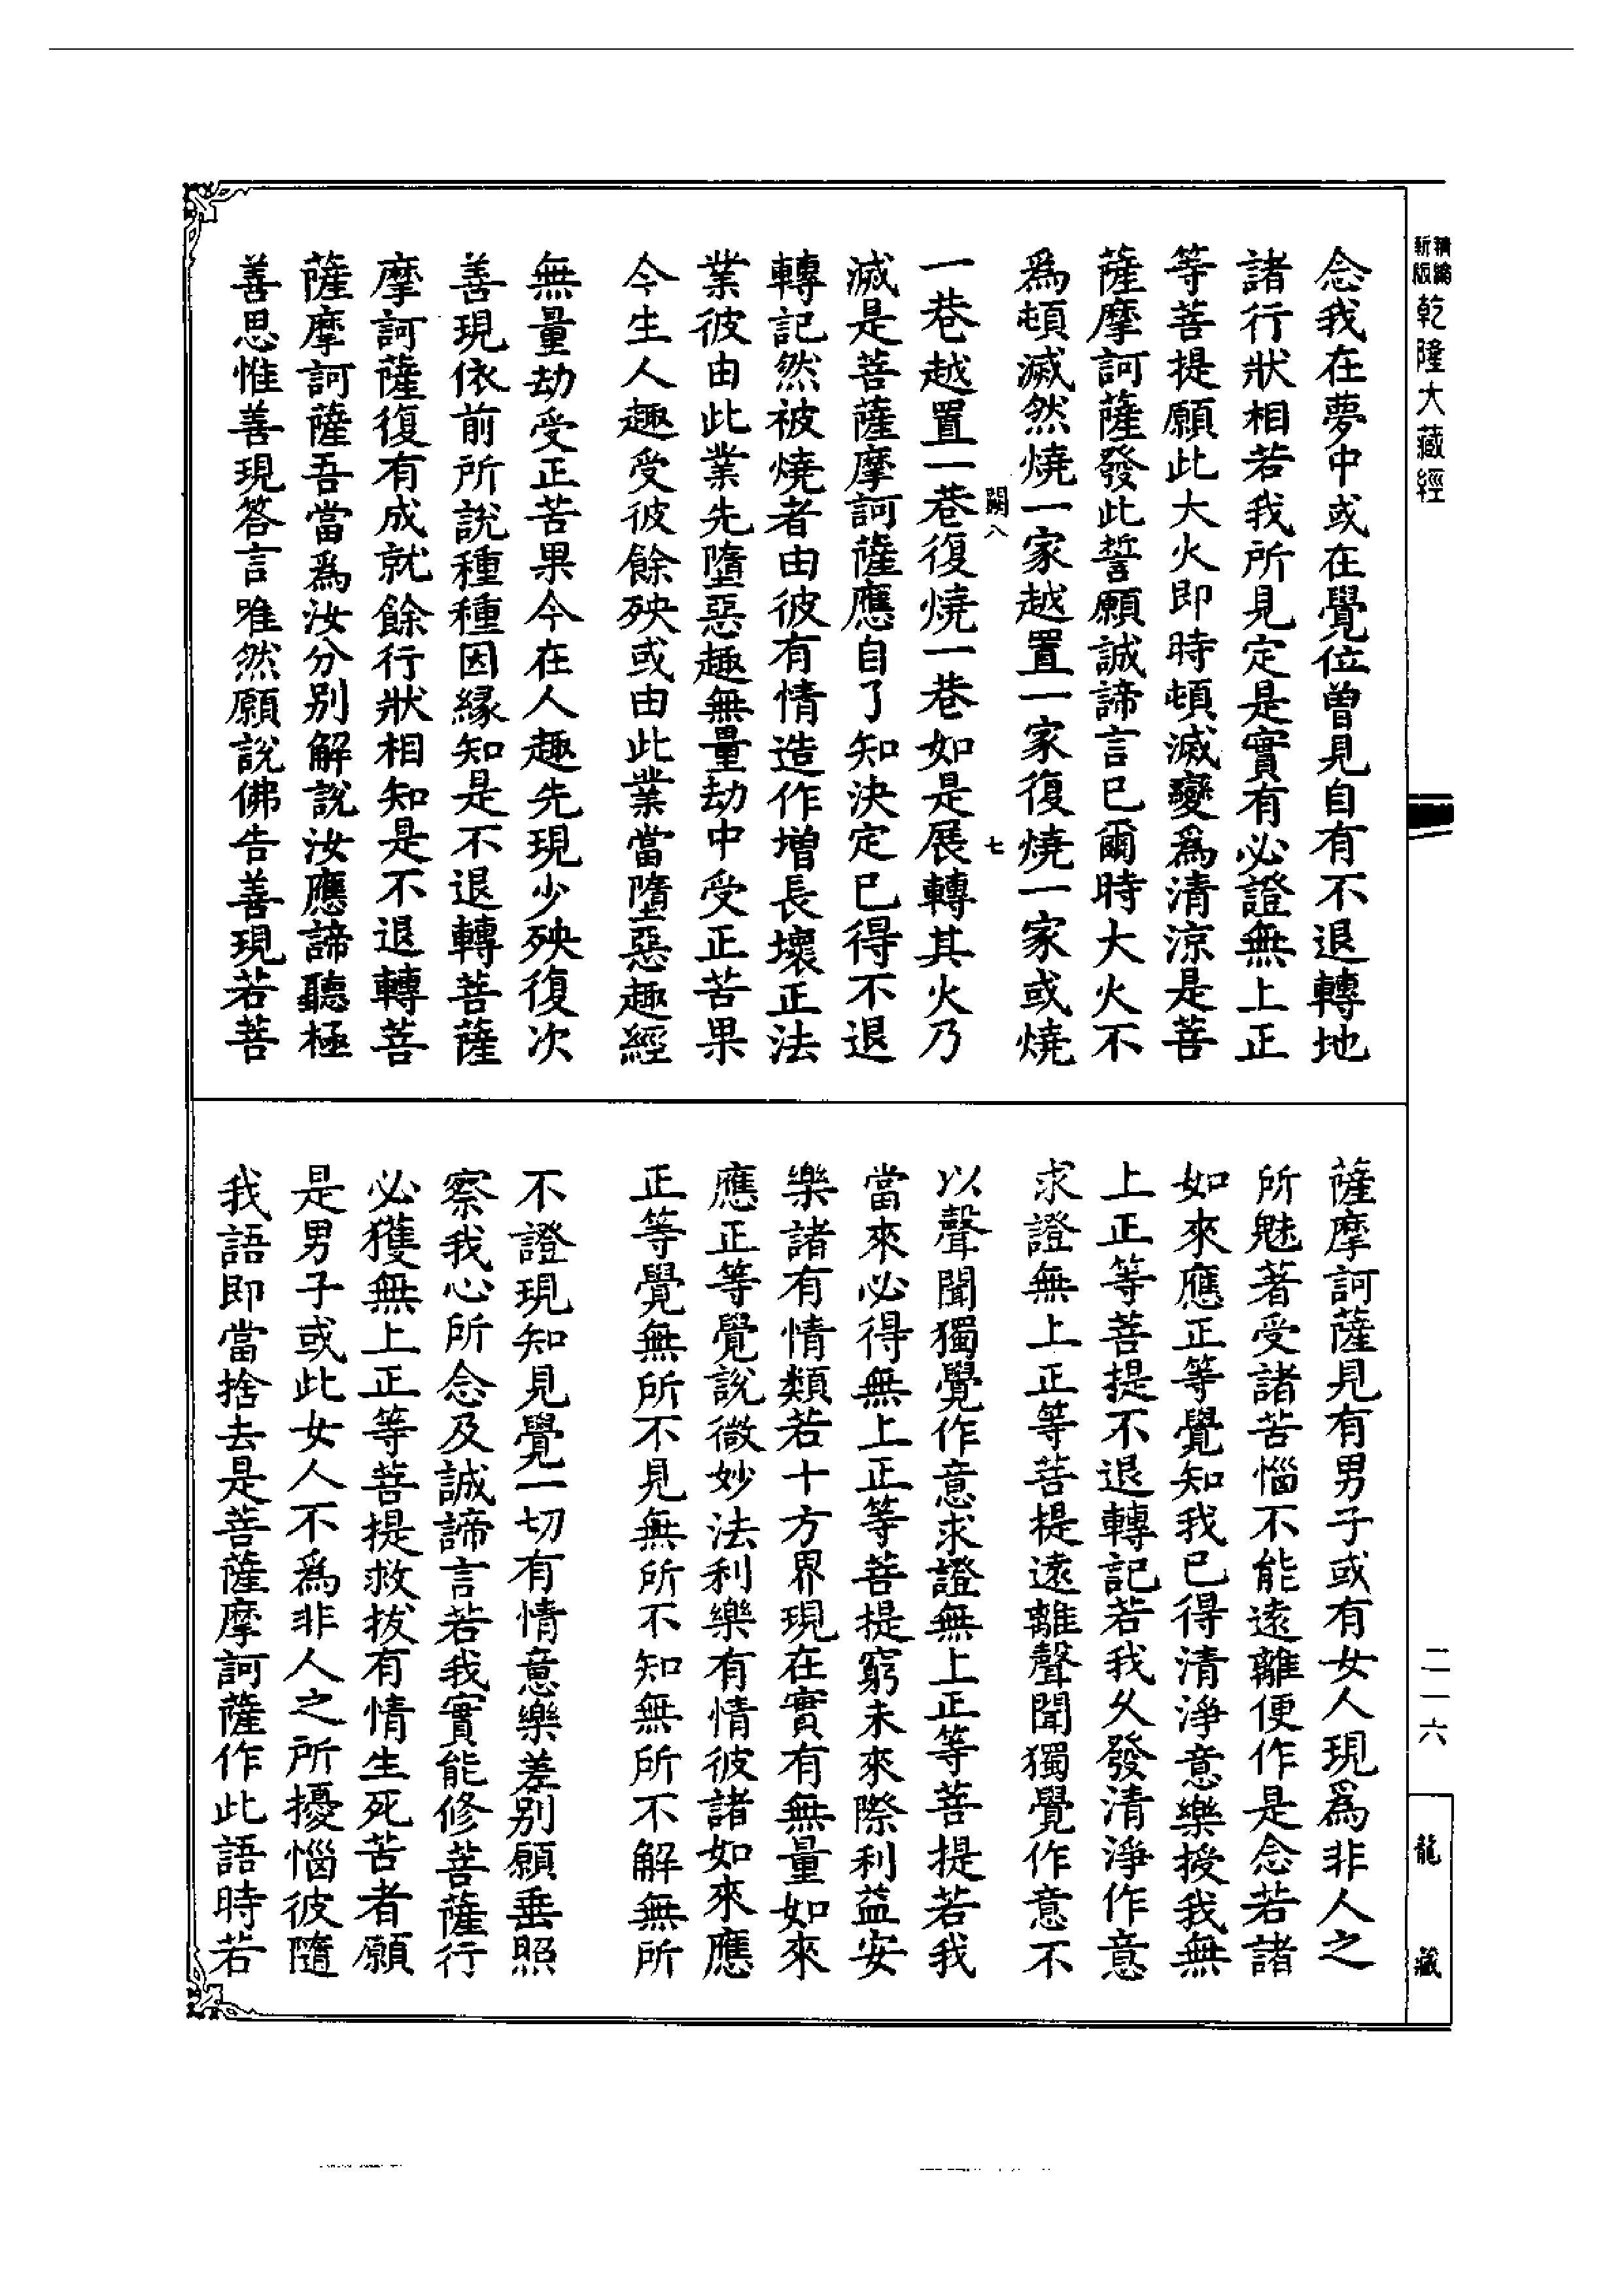 精編新版
乾隆大藏經
二一六
龍藏
念我在夢中或在覺位曾見自有不退轉地
諸行狀相若我所見定是實有必證無上正
等菩提願此大火即時頓滅變爲清涼是菩
薩摩訶薩發此誓願誠諦言已爾時大火不
爲頓滅然燒一家越置一家復燒一家或燒
闕八
七
一巷越置一巷復燒一巷如是展轉其火乃
滅是菩薩摩訶薩應自了知決定已得不退
轉記然被燒者由彼有情造作增長壞正法
業彼由此業先墮惡趣無量劫中受正苦果
今生人趣受彼餘殃或由此業當墮惡趣經
無量劫受正苦果今在人趣先現少殃復次
善現依前所說種種因緣知是不退轉菩薩
摩訶薩復有成就餘行狀相知是不退轉菩
薩摩訶薩吾當爲汝分別解說汝應諦聽極
善思惟善現答言唯然願說佛告善現若菩
薩摩訶薩見有男子或有女人現爲非人之
所魅著受諸苦惱不能遠離便作是念若諸
如來應正等覺知我已得清淨意樂授我無
上正等菩提不退轉記若我久發清淨作意
求證無上正等菩提遠離聲聞獨覺作意不
以聲聞獨覺作意求證無上正等菩提若我
當來必得無上正等菩提窮未來際利益安
樂諸有情類若十方界現在實有無量如來
應正等覺說微妙法利樂有情彼諸如來應
正等覺無所不見無所不知無所不解無所
不證現知見覺一切有情意樂差別願垂照
察我心所念及誠諦言若我實能修菩薩行
必獲無上正等菩提救拔有情生死苦者願
是男子或此女人不爲非人之所擾惱彼隨
我語即當捨去是菩薩摩訶薩作此語時若